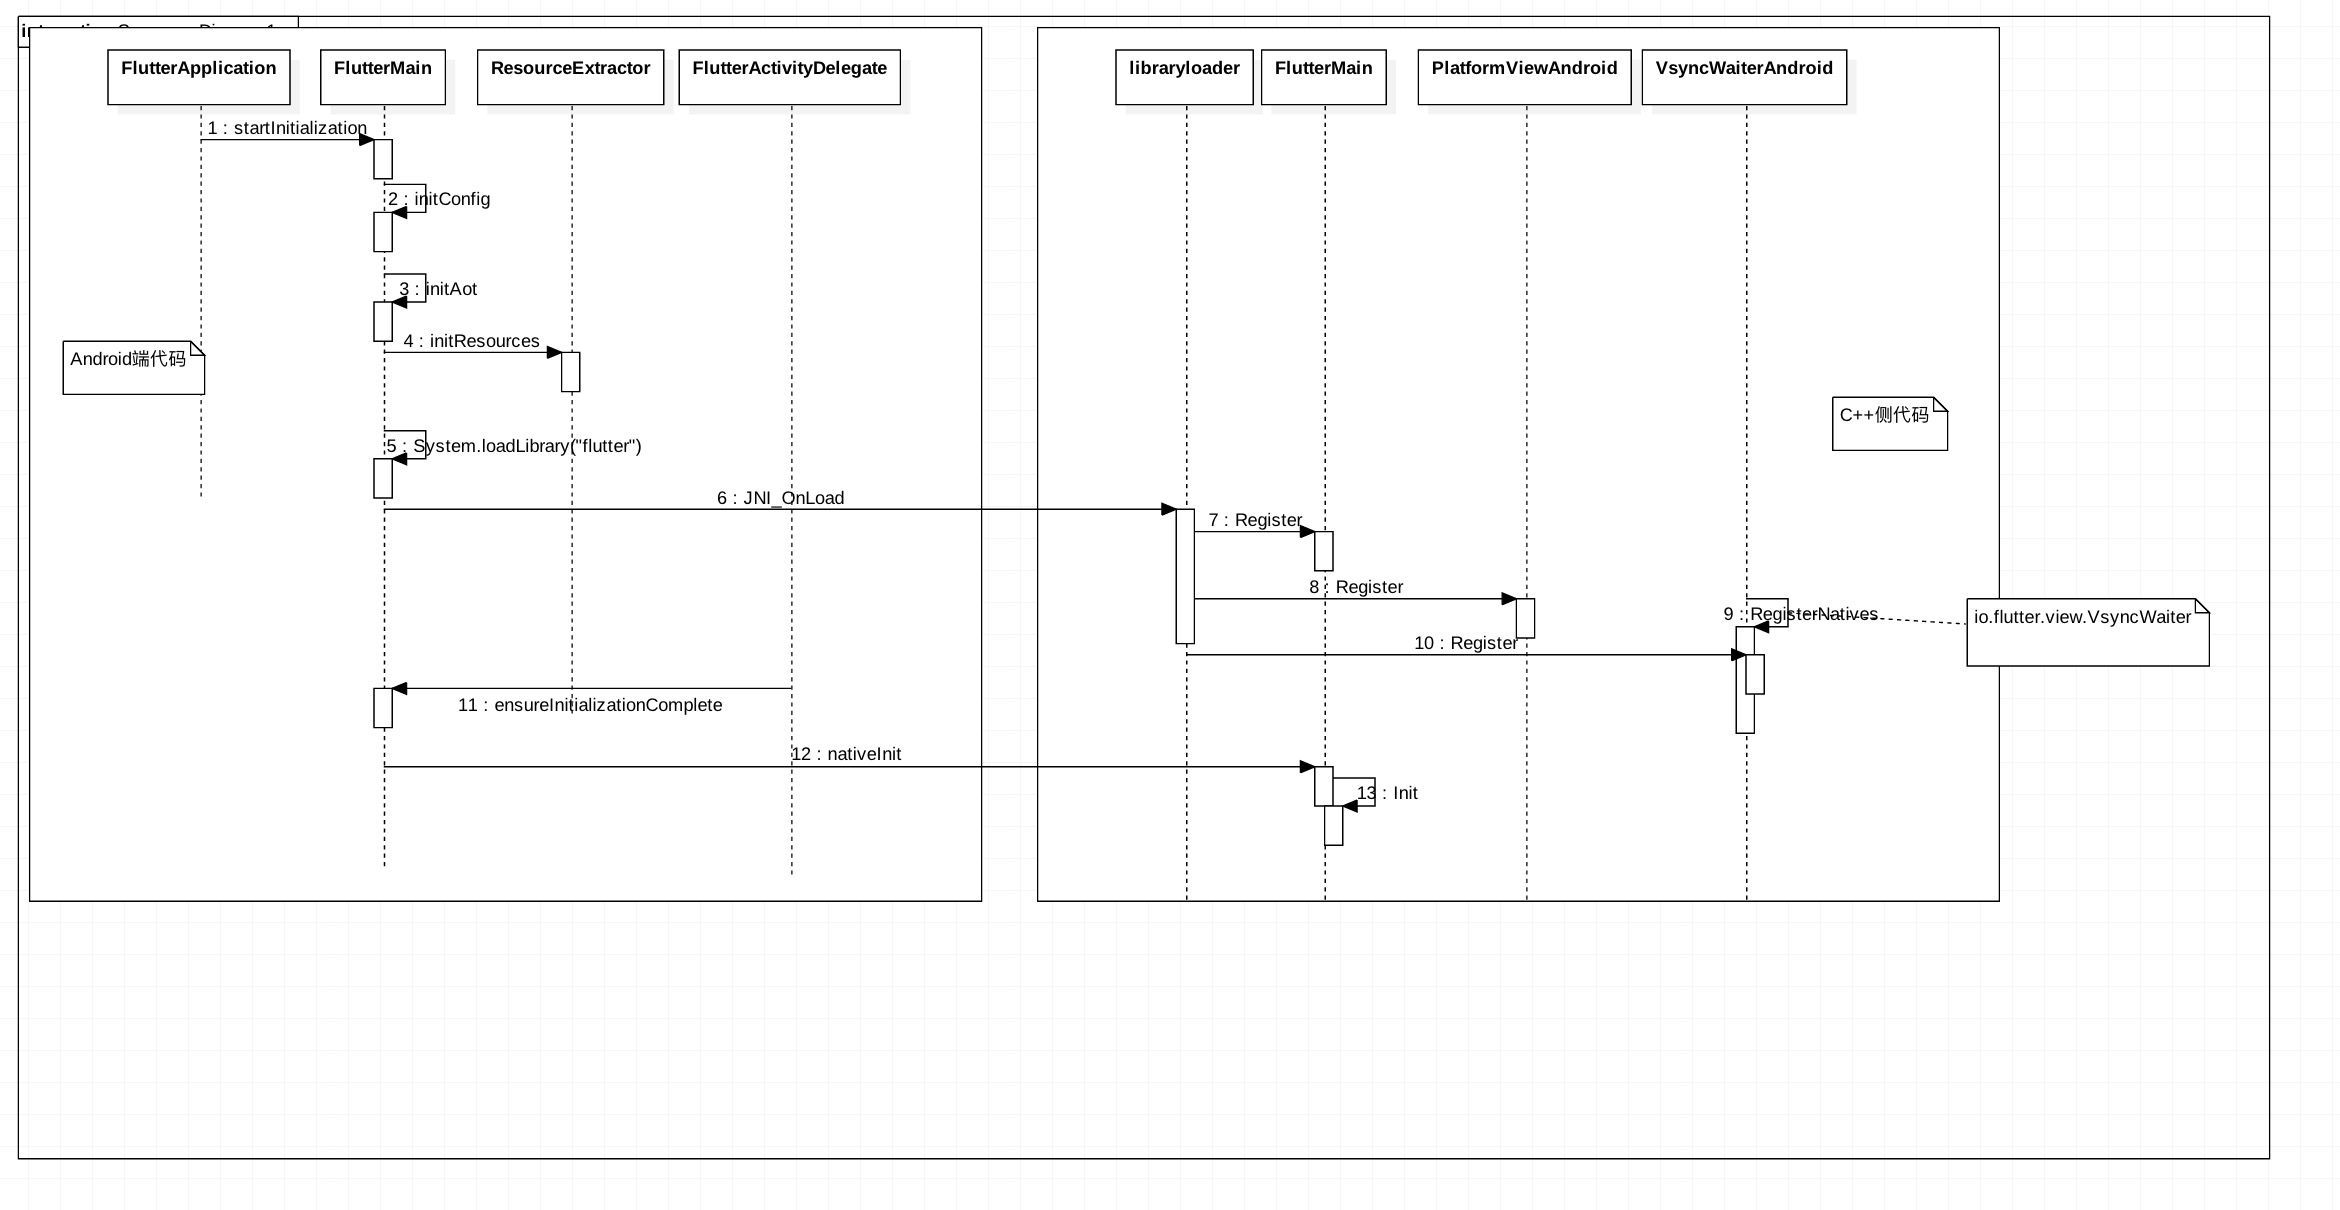 FlutterApplication
FlutterMain
ResourceExtractor
FlutterActivityDelegate
libraryloader
FlutterMain
PlatformViewAndroid
VsyncWaiterAndroid
1 : startInitialization
2 : initConfig
3 : initAot
4 : initResources
Android端代码
C++侧代码
5 : System.loadLibrary("flutter")
6 : JNI_OnLoad
7 : Register
8 : Register
9 : RegisterNatives
io.flutter.view.VsyncWaiter
10 : Register
11 : ensureInitializationComplete
12 : nativeInit
13 : Init